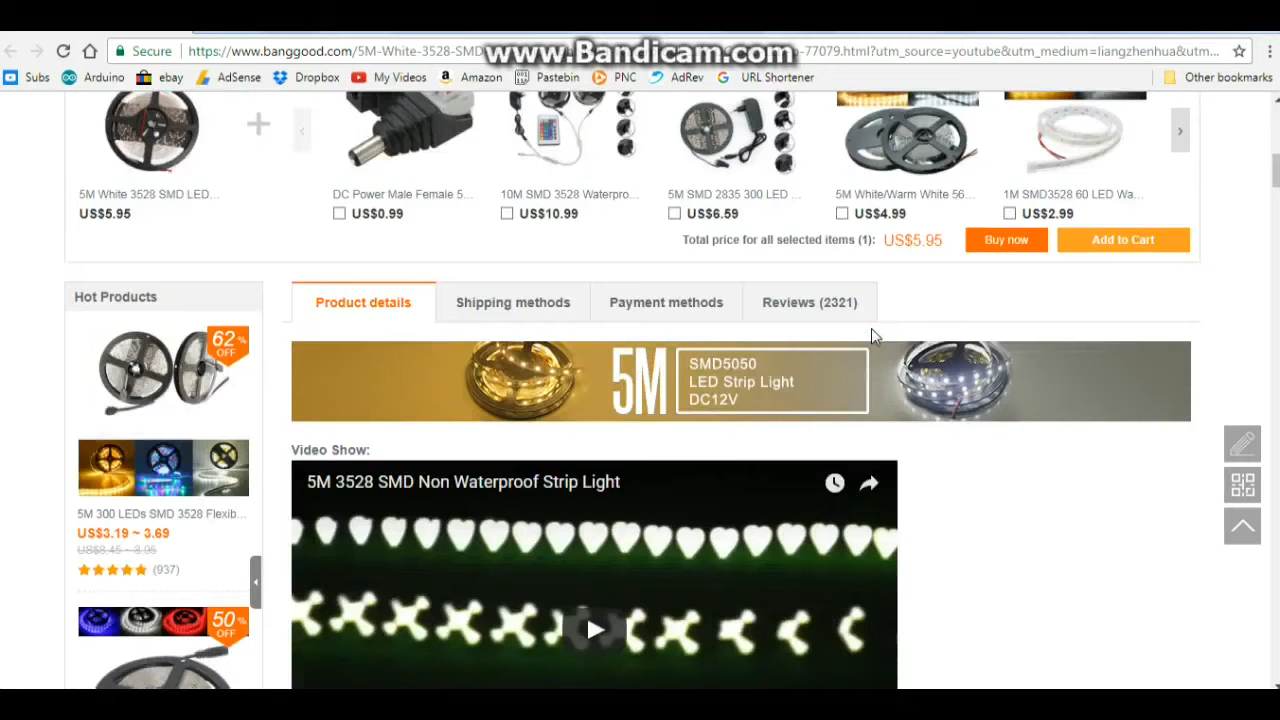 www.Bandicam.com
Secure https://www.banggood.com/5M-White-3528-SMD- -77079.html?utm_source=youtube&utm_medium=liangzhenhua&utm...
Subs Arduino ebay AdSense Dropbox My Videos Amazon Pastebin PNC AdRev URL Shortener Other bookmarks
5M White 3528 SMD LED... DC Power Male Female 5... 10M SMD 3528 Waterpro... 5M SMD 2835 300 LED ... 5M White/Warm White 56... 1M SMD3528 60 LED Wa...
US$5.95 US$0.99 US$10.99 US$6.59 US$4.99 US$2.99
Total price for all selected items (1): US$5.95 Buy now Add to Cart
Hot Products
62% OFF
5M 300 LEDs SMD 3528 Flexib...
US$3.19 ~ 3.69
US$8.45 ~ 8.95
(937)
50% OFF
Product details Shipping methods Payment methods Reviews (2321)
5M
SMD5050
LED Strip Light
DC12V
Video Show:
5M 3528 SMD Non Waterproof Strip Light